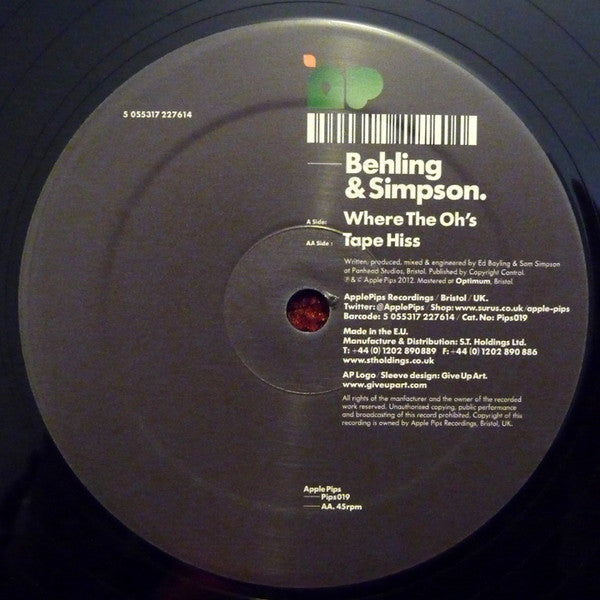 ap
5 055317 227614
Behling
& Simpson.
A Side: Where The Oh's
AA Side: Tape Hiss
Written, produced, mixed & engineered by Ed Bayling & Sam Simpson
at Panhead Studios, Bristol. Published by Copyright Control.
℗ & © Apple Pips 2012. Mastered at Optimum, Bristol.
ApplePips Recordings / Bristol / UK.
Twitter: @ApplePips / Shop: www.surus.co.uk/apple-pips
Barcode: 5 055317 227614 / Cat. No: Pips019
Made in the E.U.
Manufacture & Distribution: S.T. Holdings Ltd.
T: +44 (0) 1202 890889 F: +44 (0) 1202 890 886
www.stholdings.co.uk
AP Logo / Sleeve design: Give Up Art.
www.giveupart.com
All rights of the manfacturer and the owner of the recorded
work reserved. Unauthorised copying, public performance
and broadcasting of this record prohibited. Copyright of this
recording is owned by Apple Pips Recordings, Bristol, UK.
Apple Pips
Pips019
AA. 45rpm